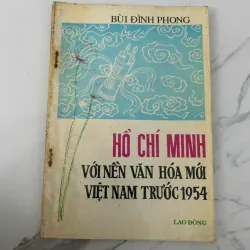 BÙI ĐÌNH PHONG
HỒ CHÍ MINH
VỚI NỀN VĂN HÓA MỚI
VIỆT NAM TRƯỚC 1954
LAO ĐỘNG